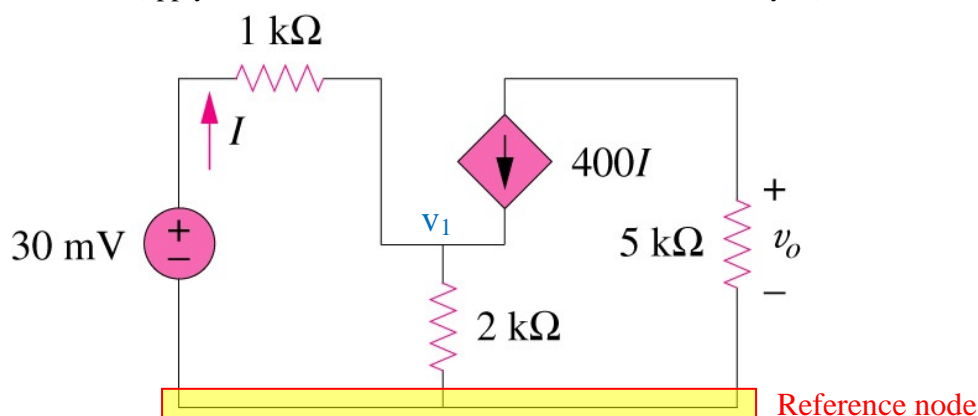 1 kΩ
I
400I
+
30 mV
+
−
v1
5 kΩ
vo
−
2 kΩ
Reference node